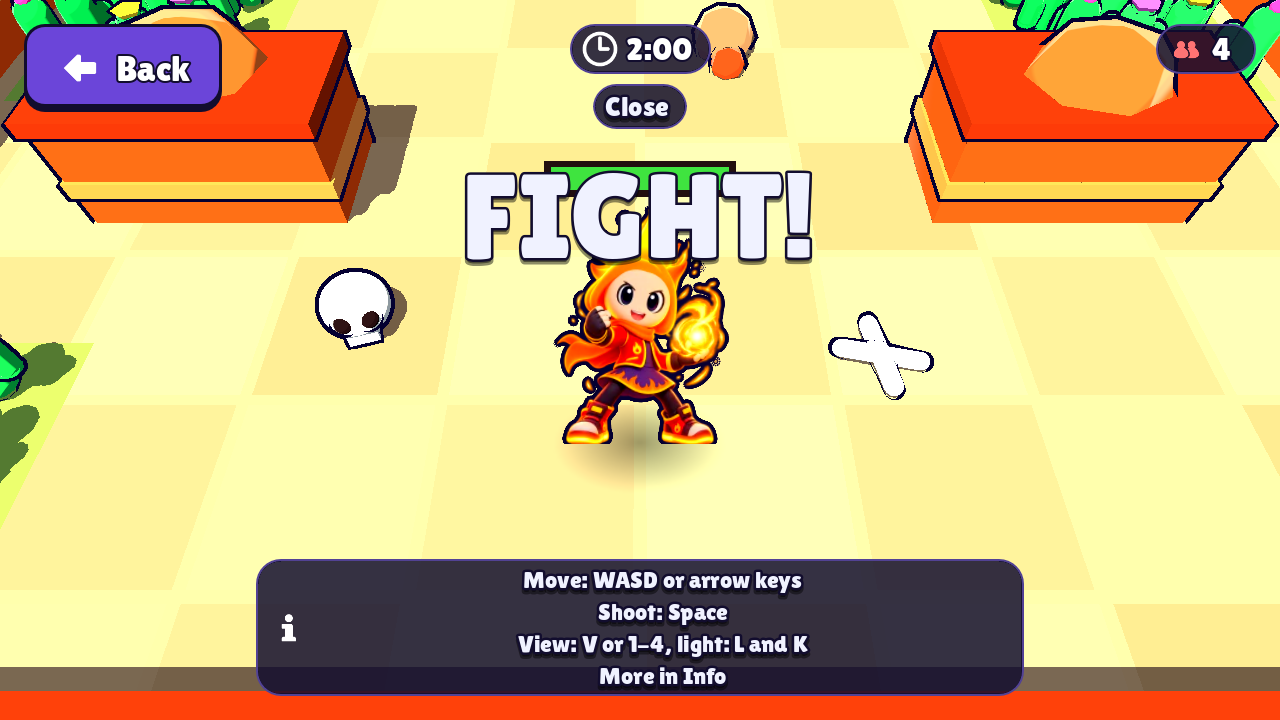 Back
2:00
4
Close
FIGHT!
Move: WASD or arrow keys
Shoot: Space
View: V or 1–4, light: L and K
More in Info